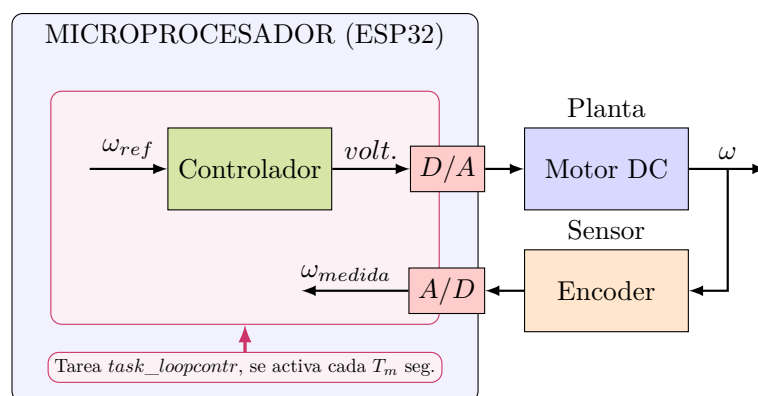 MICROPROCESADOR (ESP32)
Planta
ω_ref
Controlador
volt.
D/A
Motor DC
ω
Sensor
ω_medida
A/D
Encoder
Tarea task_loopcontr, se activa cada T_m seg.